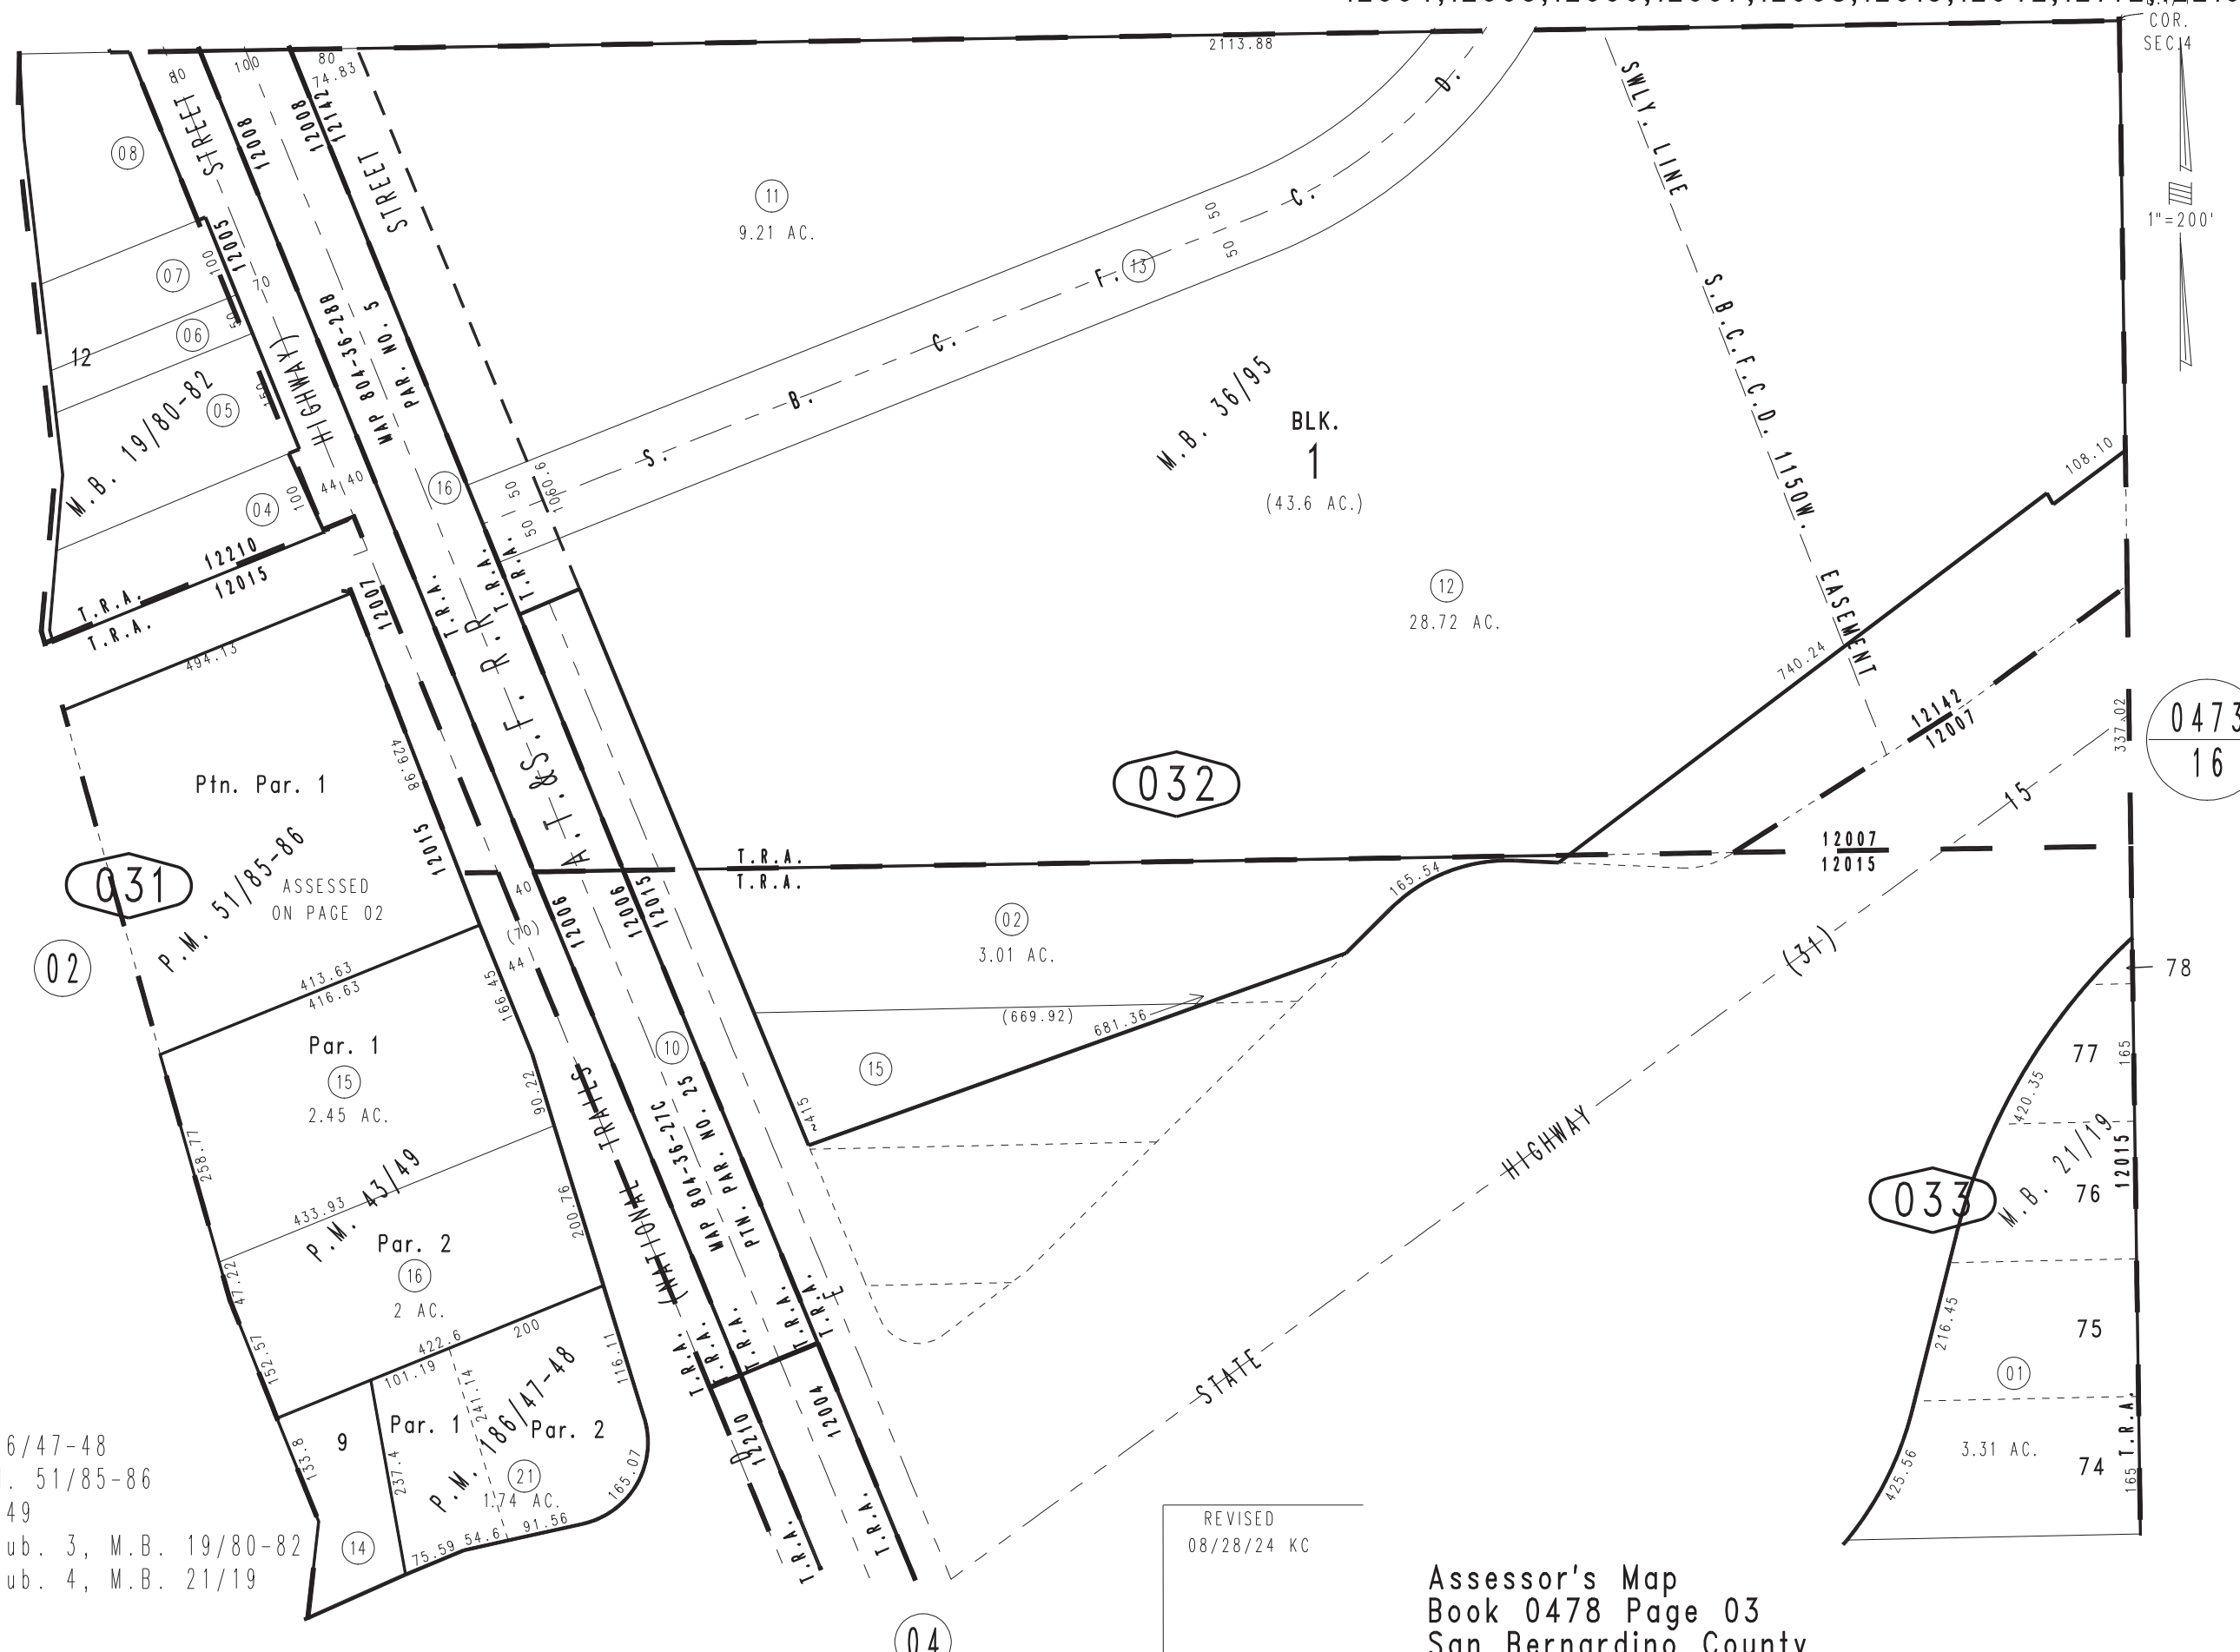 COR.
SEC.4
2113.88
80
100
80
74.83
STREET
12008
12008
12142
STREET
08
11
9.21 AC.
D.
C.
SWLY. LINE
1"=200'
50
50
13
F.
C.
B.
S.
07
100
12005
70
06
50
12
HIGHWAY)
MAP 804-36-28B
PAR. NO. 5
M.B. 19/80-82
05
150
S.B.C.F.C.D. 1150W. EASEMENT
M.B. 36/95
BLK.
1
(43.6 AC.)
108.10
44
40
16
50
50
1060.6
04
100
12210
12015
T.R.A.
T.R.A.
12007
T.R.A.
T.R.A.
T.R.A.
A.T.&S.F. R.R.
12
28.72 AC.
740.24
494.13
12142
12007
337.02
0473
16
429.98
Ptn. Par. 1
032
15
P.M. 51/85-86
031
ASSESSED
ON PAGE 02
12015
T.R.A.
T.R.A.
12007
12015
40
(70)
44
12006
12006
12015
165.54
02
3.01 AC.
(31)
02
413.63
416.63
166.45
78
(669.92)
681.36
Par. 1
15
2.45 AC.
10
15
77
165
90.22
~415
420.35
HIGHWAY
(NATIONAL TRAILS
MAP 804-36-27C
PTN. PAR. NO. 25
258.77
P.M. 43/49
433.93
200.76
M.B. 21/19
12015
033
76
Par. 2
16
2 AC.
47.22
T.R.A.
T.R.A.
T.R.A.
T.R.A.
T.R.A.
E
152.57
422.6
200
116.11
101.19
241.14
216.45
75
01
STATE
Par. 1
P.M. 186/47-48
Par. 2
9
133.8
237.4
21
1.74 AC.
165.07
D
12210
12004
T.R.A.
165
3.31 AC.
74
425.56
6/47-48
. 51/85-86
49
ub. 3, M.B. 19/80-82
ub. 4, M.B. 21/19
14
75.59
54.6
91.56
T.R.A.
T.R.A.
REVISED
08/28/24 KC
04
Assessor's Map
Book 0478 Page 03
San Bernardino County